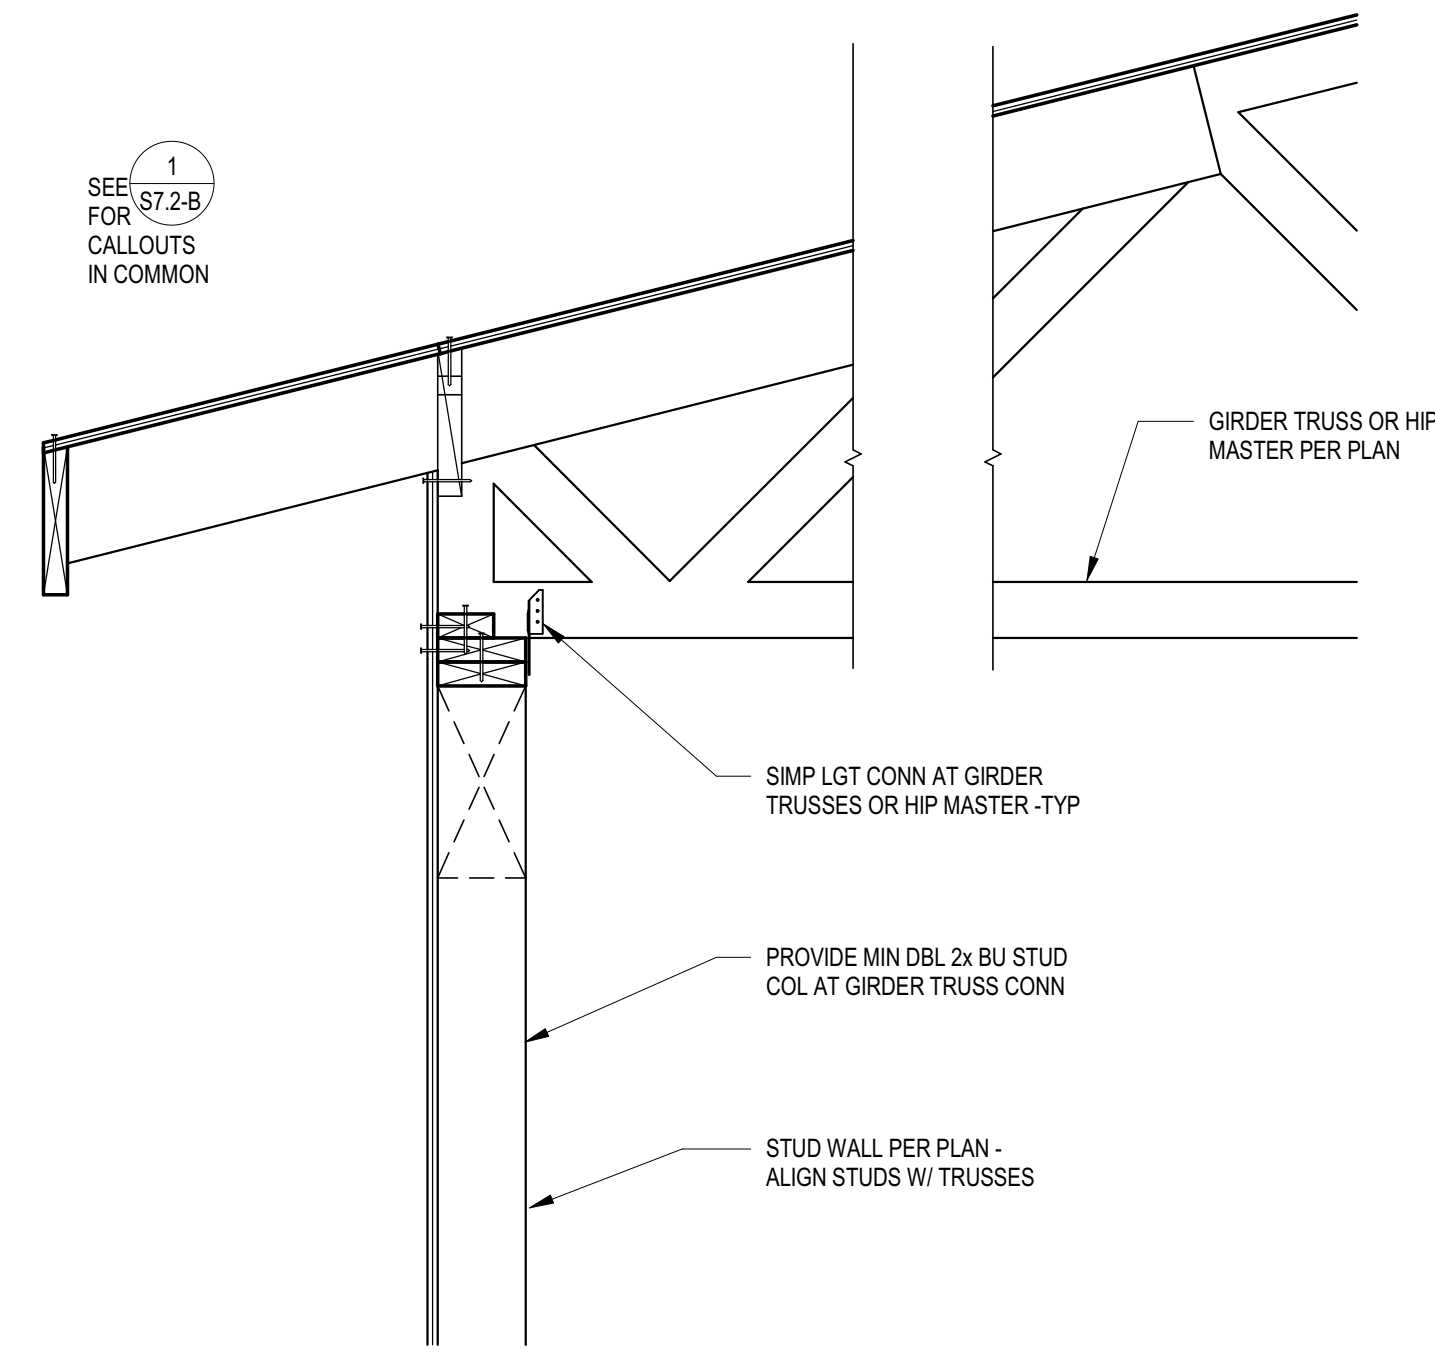 1
S7.2-B
SEE
FOR
CALLOUTS
IN COMMON
GIRDER TRUSS OR HIP
MASTER PER PLAN
SIMP LGT CONN AT GIRDER
TRUSSES OR HIP MASTER -TYP
PROVIDE MIN DBL 2x BU STUD
COL AT GIRDER TRUSS CONN
STUD WALL PER PLAN -
ALIGN STUDS W/ TRUSSES